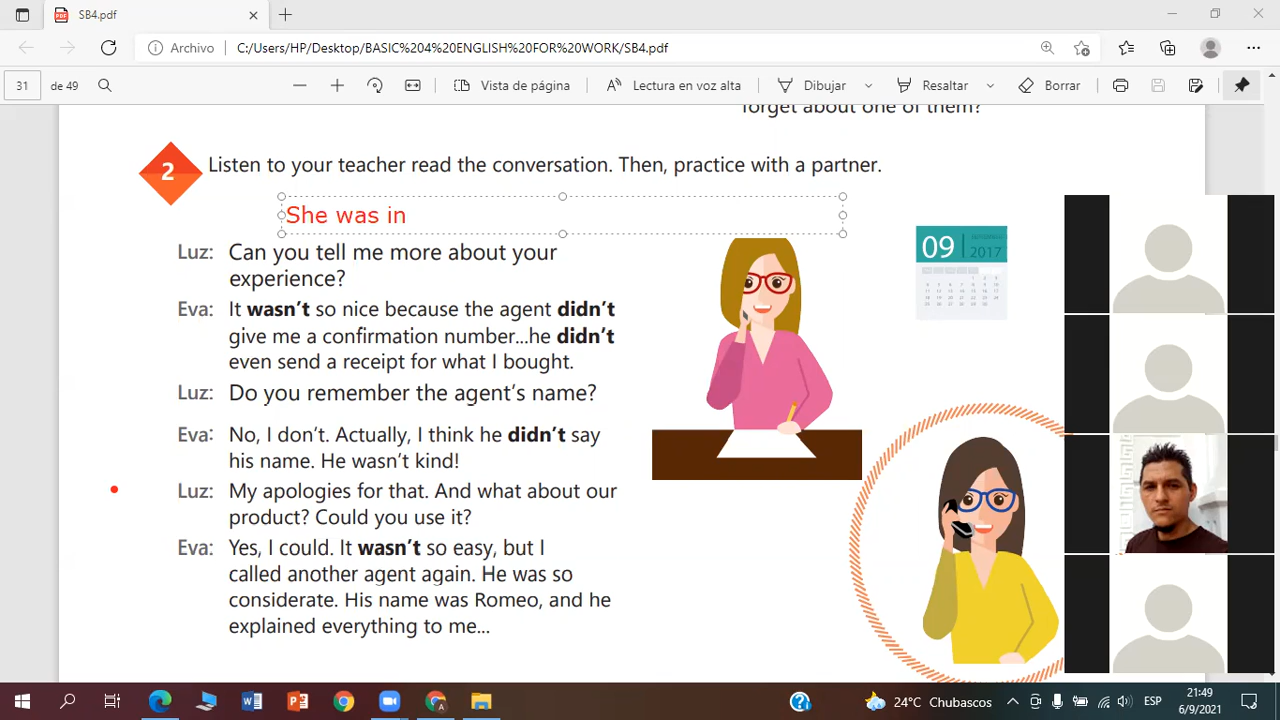 SB4.pdf
Archivo
C:/Users/HP/Desktop/BASIC%204%20ENGLISH%20FOR%20WORK/SB4.pdf
31 de 49
Vista de página
Lectura en voz alta
Dibujar
Resaltar
Borrar
forget about one of them?
2
Listen to your teacher read the conversation. Then, practice with a partner.
She was in
Luz: Can you tell me more about your
experience?
Eva: It wasn't so nice because the agent didn't
give me a confirmation number...he didn't
even send a receipt for what I bought.
Luz: Do you remember the agent's name?
Eva: No, I don't. Actually, I think he didn't say
his name. He wasn't kind!
Luz: My apologies for that. And what about our
product? Could you use it?
Eva: Yes, I could. It wasn't so easy, but I
called another agent again. He was so
considerate. His name was Romeo, and he
explained everything to me...
09
2017
24°C Chubascos
ESP
21:49
6/9/2021